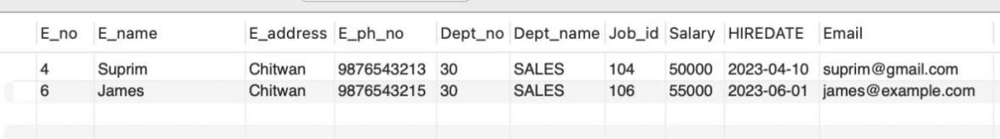 E_no E_name E_address E_ph_no Dept_no Dept_name Job_id Salary HIREDATE Email
4 Suprim Chitwan 9876543213 30 SALES 104 50000 2023-04-10 suprim@gmail.com
6 James Chitwan 9876543215 30 SALES 106 55000 2023-06-01 james@example.com